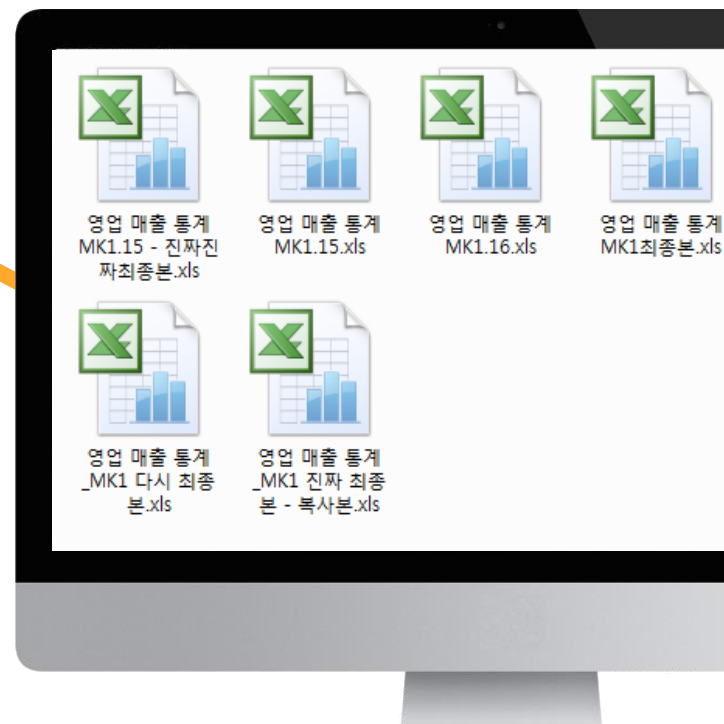 영업 매출 통계
MK1.15 - 진짜진
짜최종본.xls
영업 매출 통계
MK1.15.xls
영업 매출 통계
MK1.16.xls
영업 매출 통계
MK1최종본.xls
영업 매출 통계
_MK1 다시 최종
본.xls
영업 매출 통계
_MK1 진짜 최종
본 - 복사본.xls